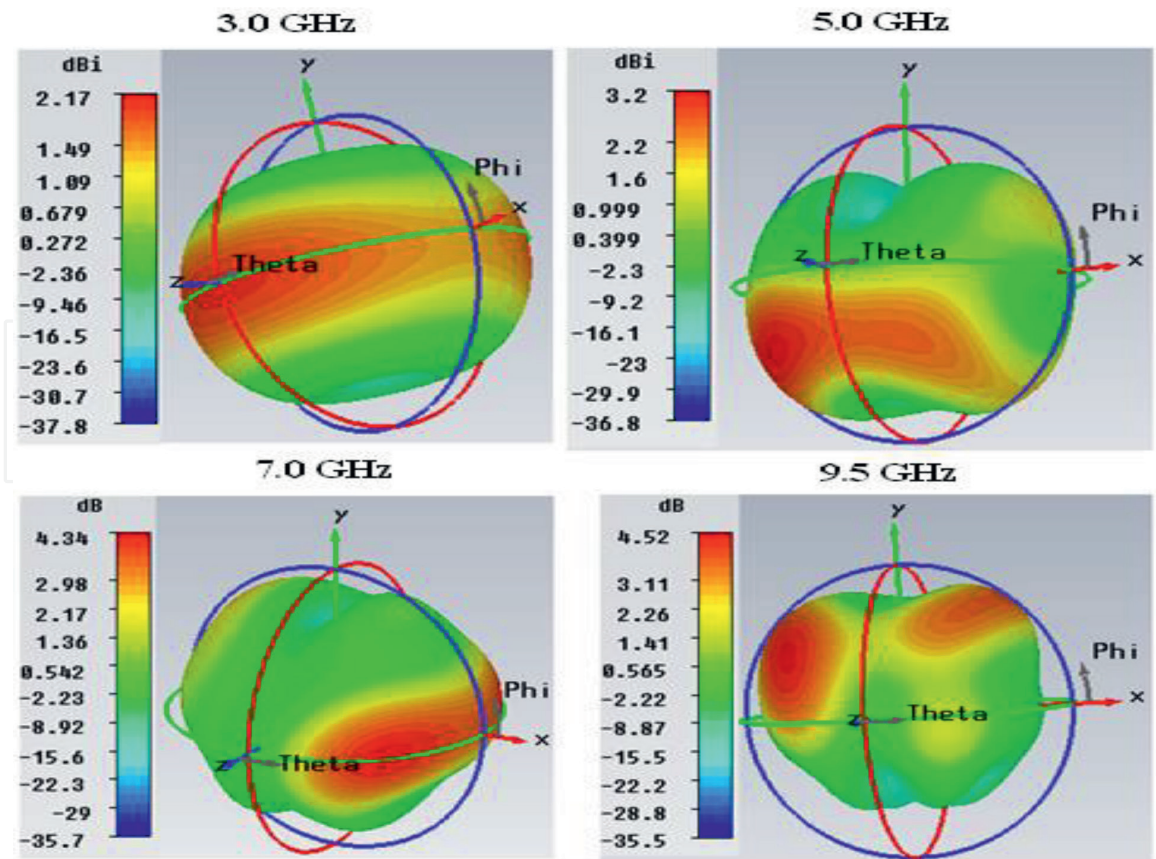 3.0 GHz
dBi
2.17
1.49
1.09
0.679
0.272
-2.36
-9.46
-16.5
-23.6
-30.7
-37.8
y
Phi
x
z
Theta
5.0 GHz
dBi
3.2
2.2
1.6
0.999
0.399
-2.3
-9.2
-16.1
-23
-29.9
-36.8
y
Phi
z
Theta
x
7.0 GHz
dB
4.34
2.98
2.17
1.36
0.542
-2.23
-8.92
-15.6
-22.3
-29
-35.7
y
Phi
x
z
Theta
9.5 GHz
dB
4.52
3.11
2.26
1.41
0.565
-2.22
-8.87
-15.5
-22.2
-28.8
-35.5
y
Phi
x
z
Theta